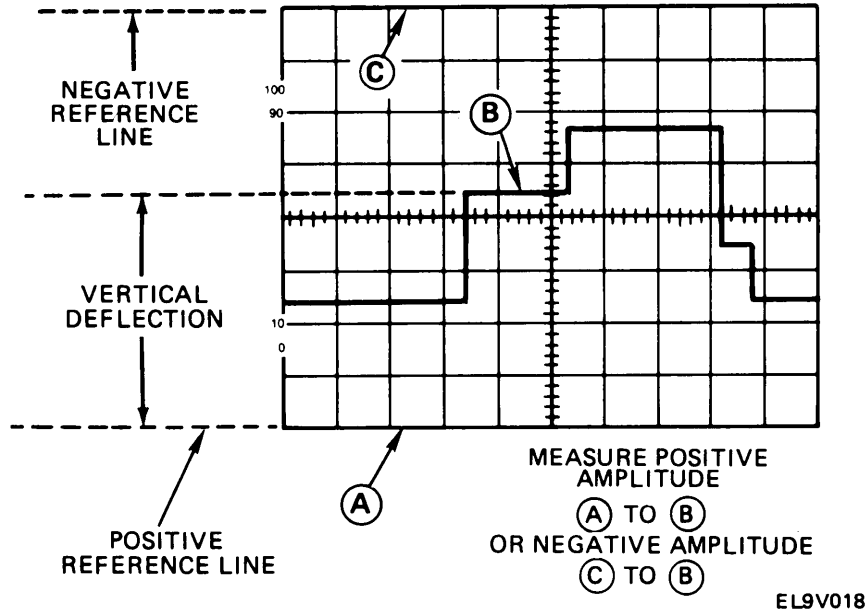 NEGATIVE
REFERENCE
LINE
C
100
90
B
VERTICAL
DEFLECTION
10
0
A
POSITIVE
REFERENCE LINE
MEASURE POSITIVE
AMPLITUDE
A TO B
OR NEGATIVE AMPLITUDE
C TO B
EL9V018